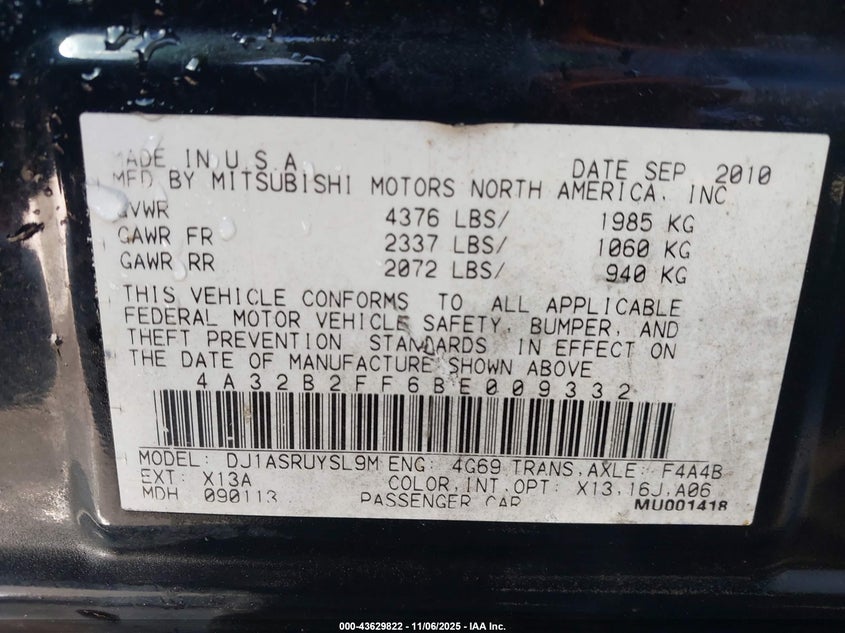 MADE IN U.S.A. DATE SEP 2010
MFD BY MITSUBISHI MOTORS NORTH AMERICA, INC
GVWR 4376 LBS/ 1985 KG
GAWR FR 2337 LBS/ 1060 KG
GAWR RR 2072 LBS/ 940 KG
THIS VEHICLE CONFORMS TO ALL APPLICABLE
FEDERAL MOTOR VEHICLE SAFETY, BUMPER, AND
THEFT PREVENTION STANDARDS IN EFFECT ON
THE DATE OF MANUFACTURE SHOWN ABOVE
4A32B2FF6BE009332
MODEL: DJ1ASRUYSL9M ENG: 4G69 TRANS,AXLE: F4A4B
EXT: X13A COLOR,INT,OPT: X13,16J,A06
MDH 090113 PASSENGER CAR MU001418
000-43629822 - 11/06/2025 - IAA Inc.